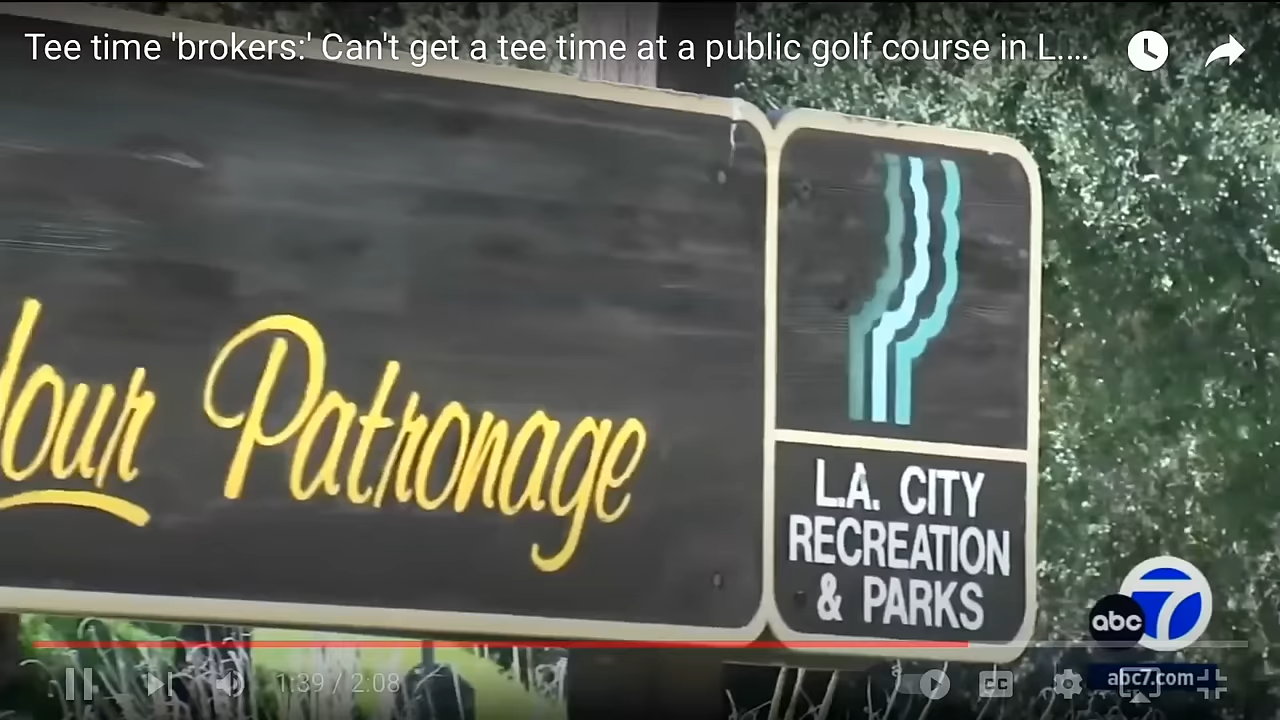 Tee time 'brokers:' Can't get a tee time at a public golf course in L....
Your Patronage
L.A. CITY
RECREATION
& PARKS
abc 7
1:39 / 2:08
CC
abc7.com